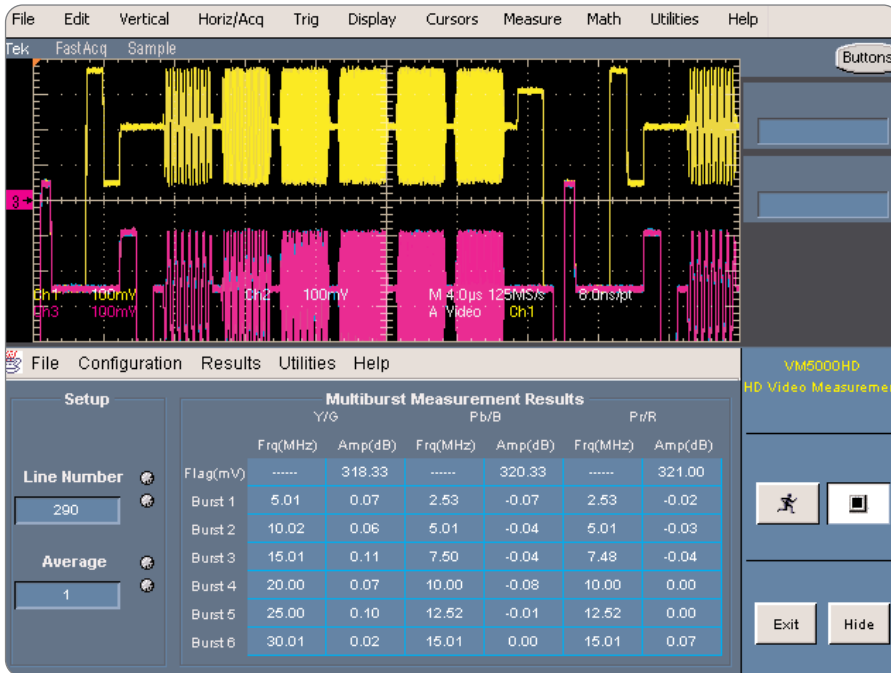 File Edit Vertical Horiz/Acq Trig Display Cursors Measure Math Utilities Help
Tek FastAcq Sample
Buttons
3
Ch1 100mV Ch2 100mV M 4.0µs 125MS/s 8.0ns/pt
Ch3 100mV A Video Ch1
File Configuration Results Utilities Help
VM5000HD
HD Video Measuremen
Setup
Line Number
290
Average
1
Multiburst Measurement Results
Y/G Pb/B Pr/R
Frq(MHz) Amp(dB) Frq(MHz) Amp(dB) Frq(MHz) Amp(dB)
Flag(mV) ------ 318.33 ------ 320.33 ------ 321.00
Burst 1 5.01 0.07 2.53 -0.07 2.53 -0.02
Burst 2 10.02 0.06 5.01 -0.04 5.01 -0.03
Burst 3 15.01 0.11 7.50 -0.04 7.48 -0.04
Burst 4 20.00 0.07 10.00 -0.08 10.00 0.00
Burst 5 25.00 0.10 12.52 -0.01 12.52 0.00
Burst 6 30.01 0.02 15.01 0.00 15.01 0.07
Exit Hide